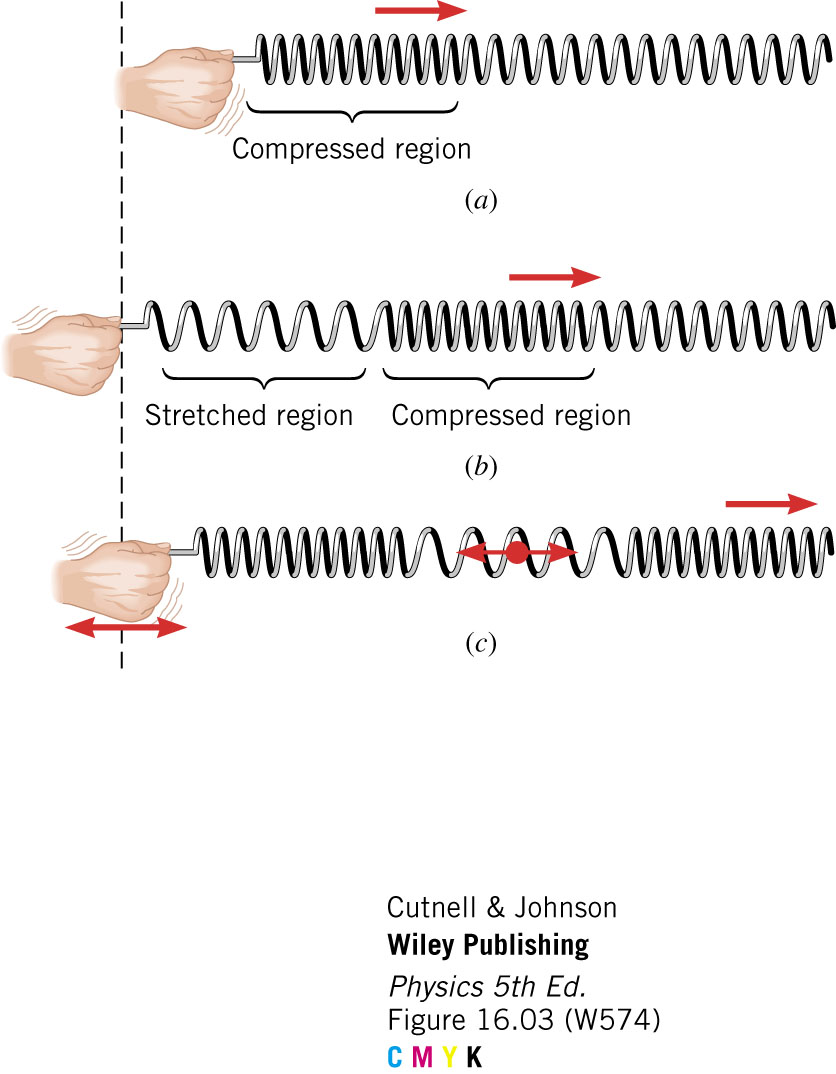 Compressed region
(a)
Stretched region Compressed region
(b)
(c)
Cutnell & Johnson
Wiley Publishing
Physics 5th Ed.
Figure 16.03 (W574)
C M Y K